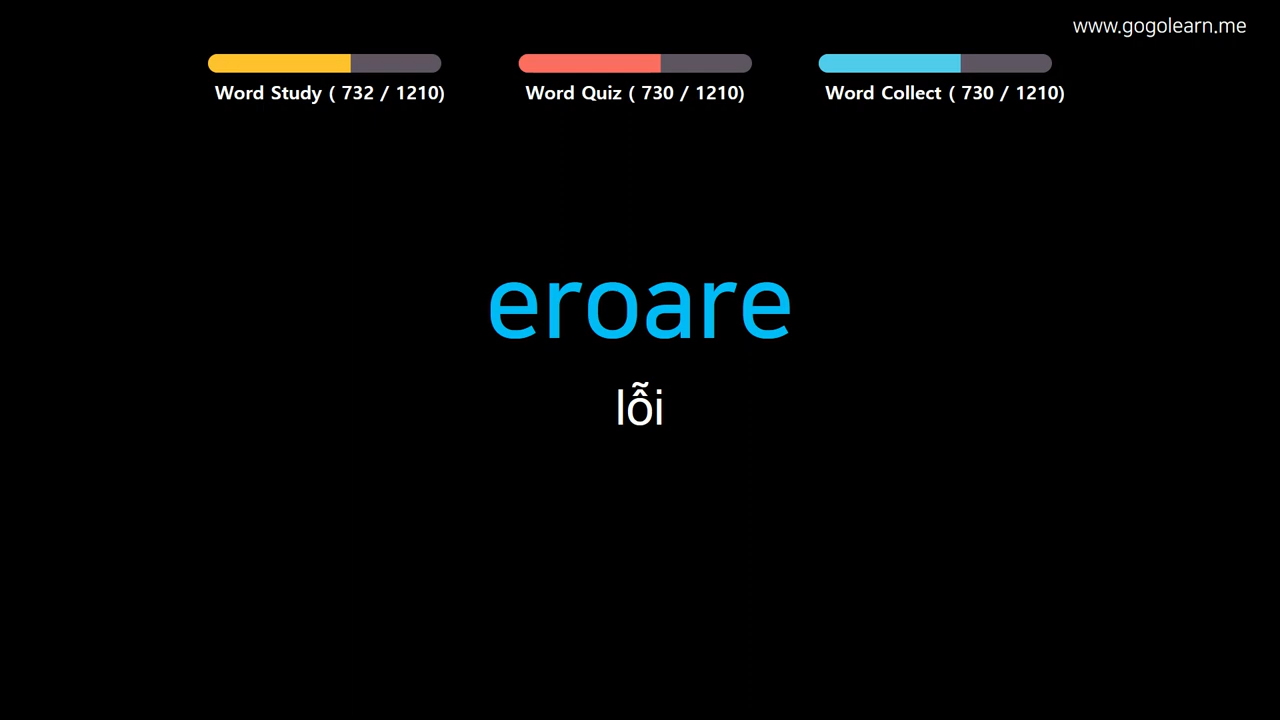 www.gogolearn.me
Word Study ( 732 / 1210)
Word Quiz ( 730 / 1210)
Word Collect ( 730 / 1210)
eroare
lỗi